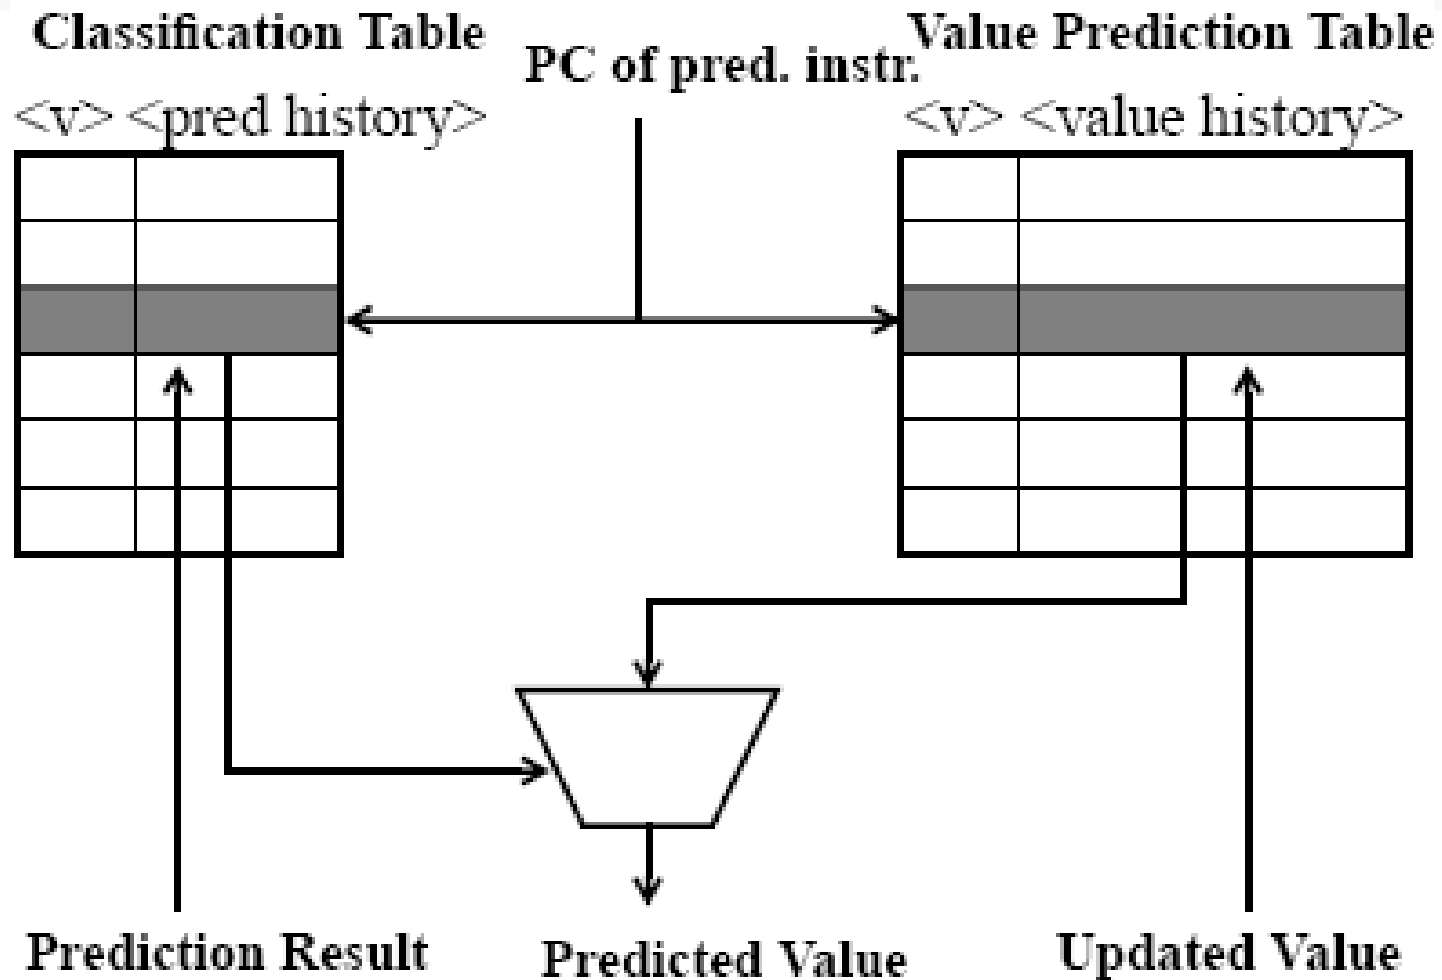 Classification Table
PC of pred. instr.
Value Prediction Table
<v> <pred history>
<v> <value history>
Prediction Result
Predicted Value
Updated Value